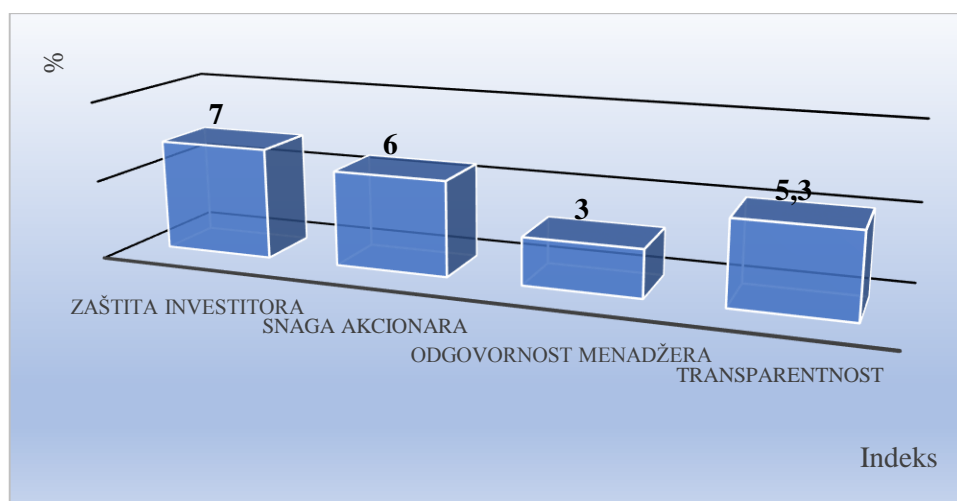 %
7
6
3
5,3
ZAŠTITA INVESTITORA
SNAGA AKCIONARA
ODGOVORNOST MENADŽERA
TRANSPARENTNOST
Indeks